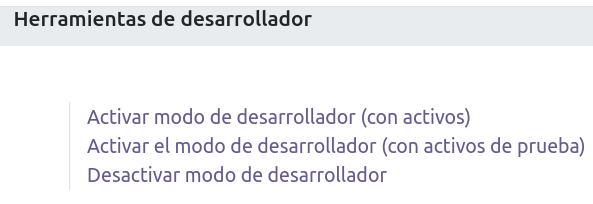 Herramientas de desarrollador
Activar modo de desarrollador (con activos)
Activar el modo de desarrollador (con activos de prueba)
Desactivar modo de desarrollador